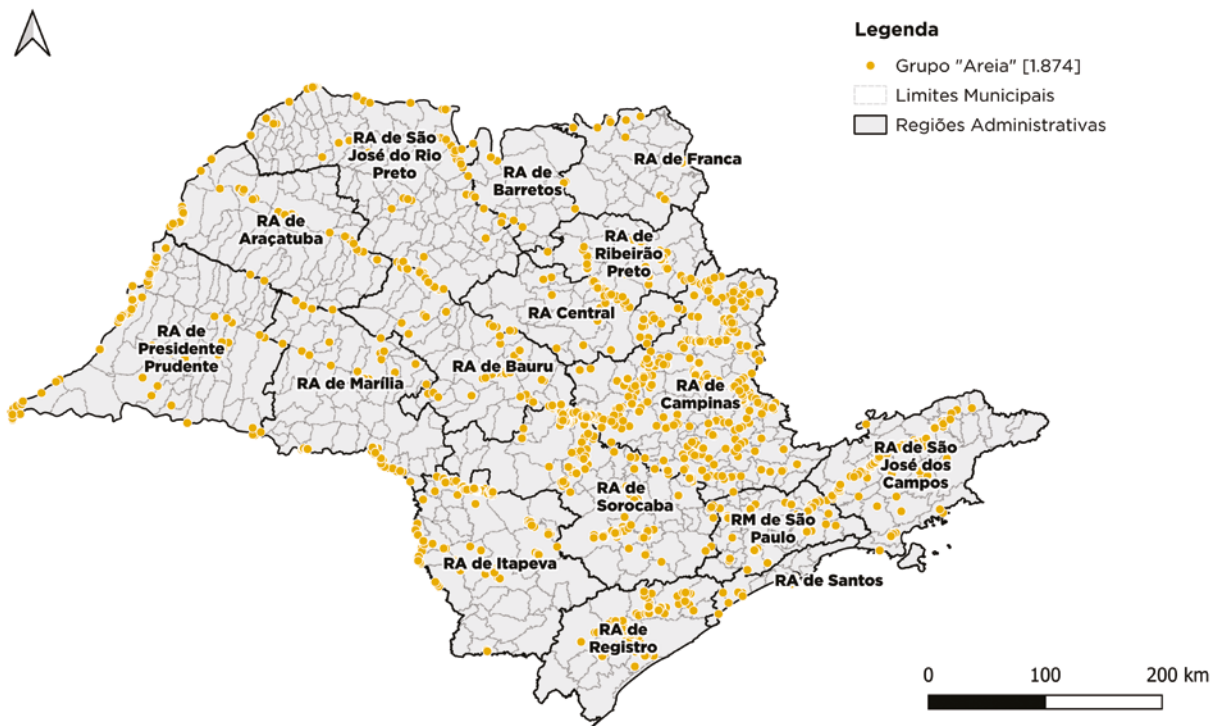 Legenda
Grupo "Areia" [1.874]
Limites Municipais
Regiões Administrativas
RA de São
José do Rio
Preto
RA de
Barretos
RA de Franca
RA de
Araçatuba
RA de
Ribeirão
Preto
RA Central
RA de
Presidente
Prudente
RA de Marília
RA de Bauru
RA de
Campinas
RA de São
José dos
Campos
RA de
Sorocaba
RM de São
Paulo
RA de Itapeva
RA de Santos
RA de
Registro
0 100 200 km